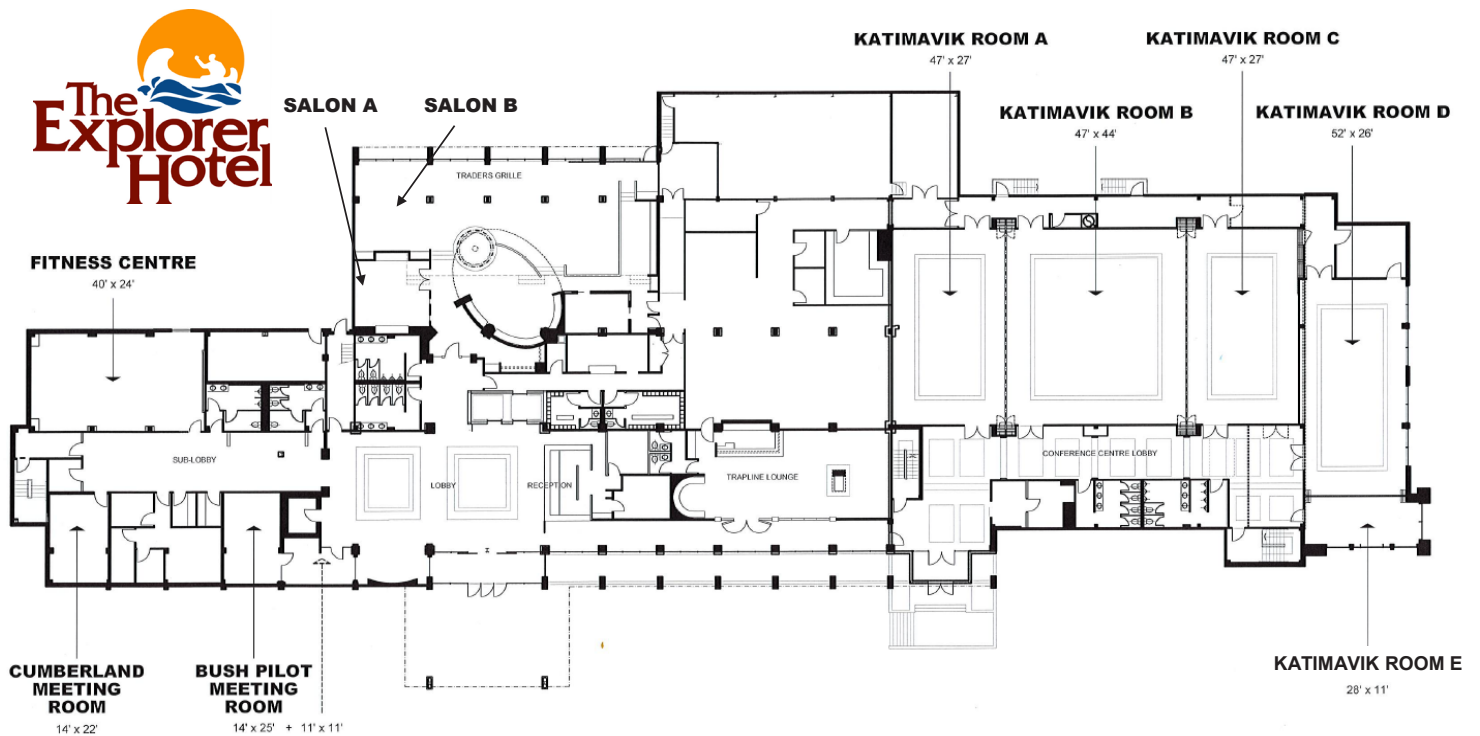 The
Explorer
Hotel
SALON A
SALON B
KATIMAVIK ROOM A
47' x 27'
KATIMAVIK ROOM C
47' x 27'
KATIMAVIK ROOM B
47' x 44'
KATIMAVIK ROOM D
52' x 26'
TRADERS GRILLE
FITNESS CENTRE
40' x 24'
SUB-LOBBY
LOBBY
RECEPTION
TRAPLINE LOUNGE
CONFERENCE CENTRE LOBBY
CUMBERLAND
MEETING
ROOM
14' x 22'
BUSH PILOT
MEETING
ROOM
14' x 25' + 11' x 11'
KATIMAVIK ROOM E
28' x 11'